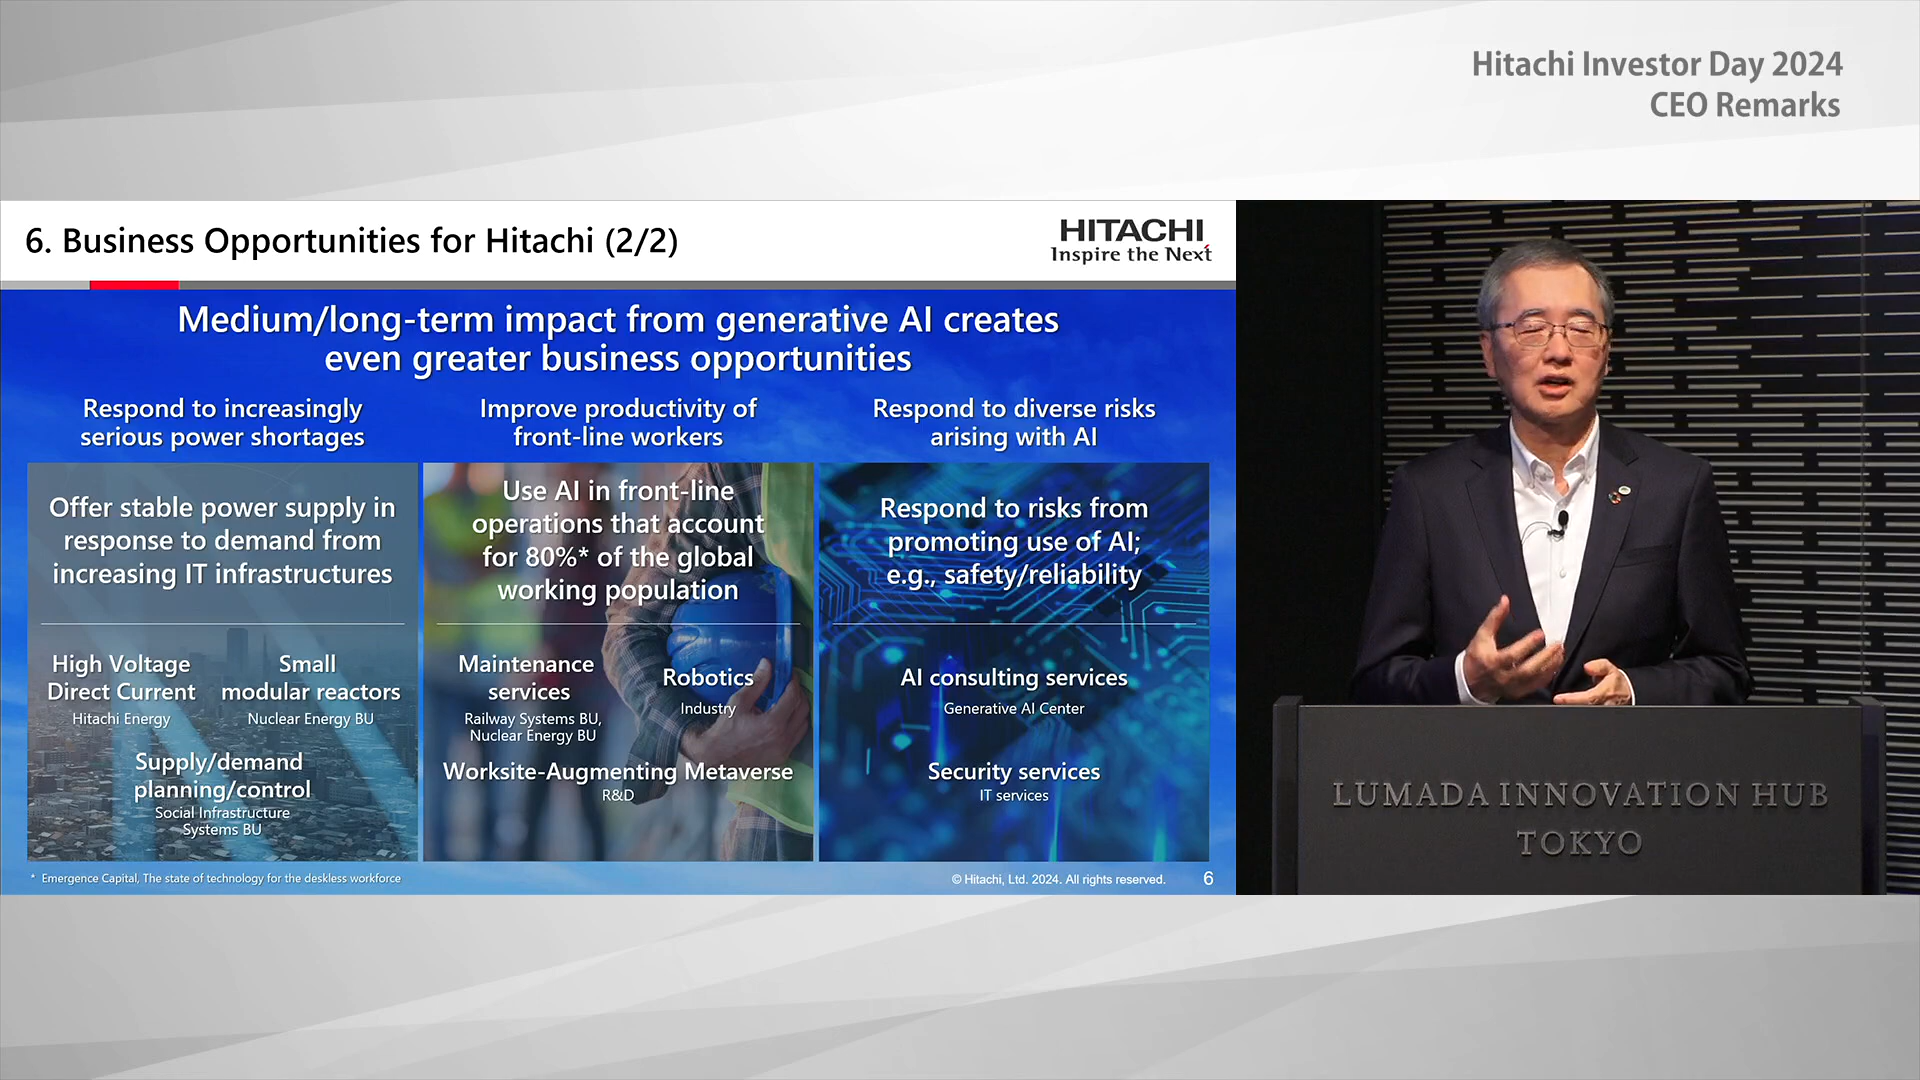 Hitachi Investor Day 2024
CEO Remarks
6. Business Opportunities for Hitachi (2/2)
HITACHI
Inspire the Next
Medium/long-term impact from generative AI creates
even greater business opportunities
Respond to increasingly
serious power shortages
Offer stable power supply in
response to demand from
increasing IT infrastructures
High Voltage
Direct Current
Hitachi Energy
Small
modular reactors
Nuclear Energy BU
Supply/demand
planning/control
Social Infrastructure
Systems BU
Improve productivity of
front-line workers
Use AI in front-line
operations that account
for 80%* of the global
working population
Maintenance
services
Railway Systems BU,
Nuclear Energy BU
Robotics
Industry
Worksite-Augmenting Metaverse
R&D
Respond to diverse risks
arising with AI
Respond to risks from
promoting use of AI;
e.g., safety/reliability
AI consulting services
Generative AI Center
Security services
IT services
* Emergence Capital, The state of technology for the deskless workforce
© Hitachi, Ltd. 2024. All rights reserved.
6
LUMADA INNOVATION HUB
TOKYO